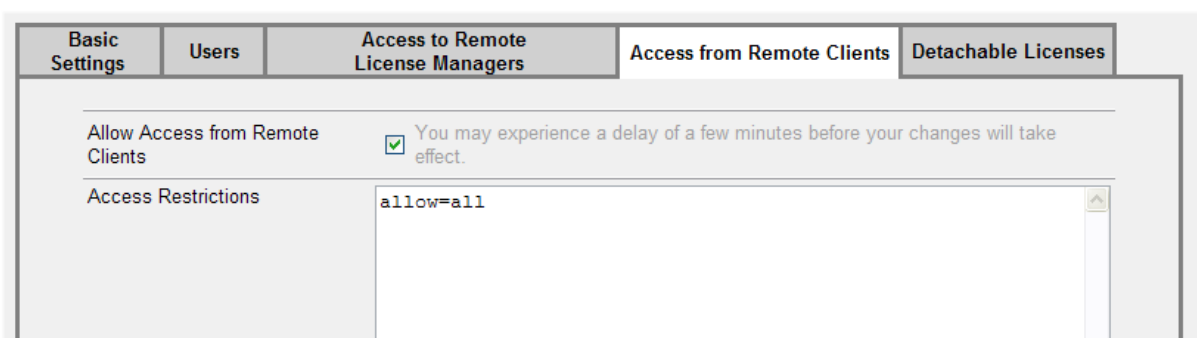 Basic
Settings
Users
Access to Remote
License Managers
Access from Remote Clients
Detachable Licenses
Allow Access from Remote
Clients
You may experience a delay of a few minutes before your changes will take
effect.
Access Restrictions
allow=all